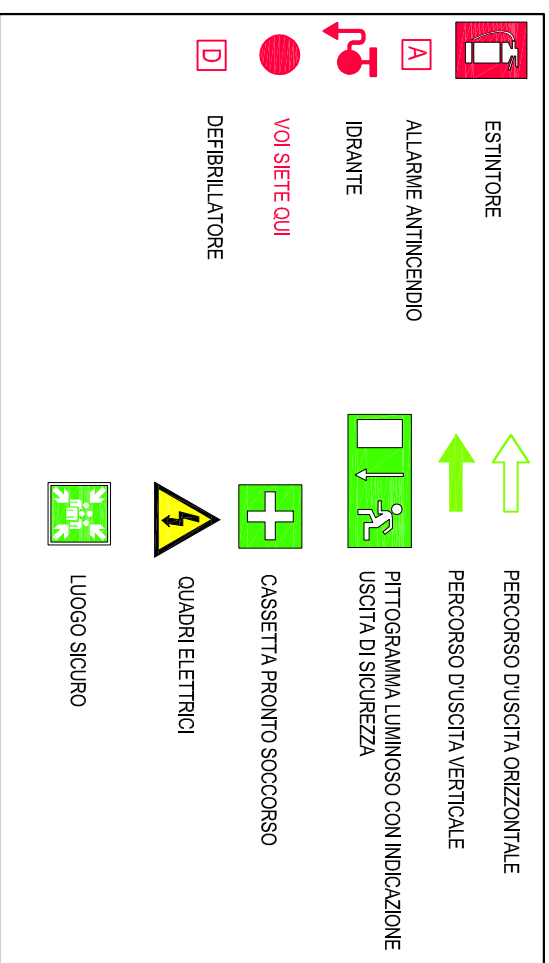 ESTINTORE
A
ALLARME ANTINCENDIO
IDRANTE
VOI SIETE QUI
D
DEFIBRILLATORE
PERCORSO D'USCITA ORIZZONTALE
PERCORSO D'USCITA VERTICALE
PITTOGRAMMA LUMINOSO CON INDICAZIONE
USCITA DI SICUREZZA
CASSETTA PRONTO SOCCORSO
QUADRI ELETTRICI
LUOGO SICURO